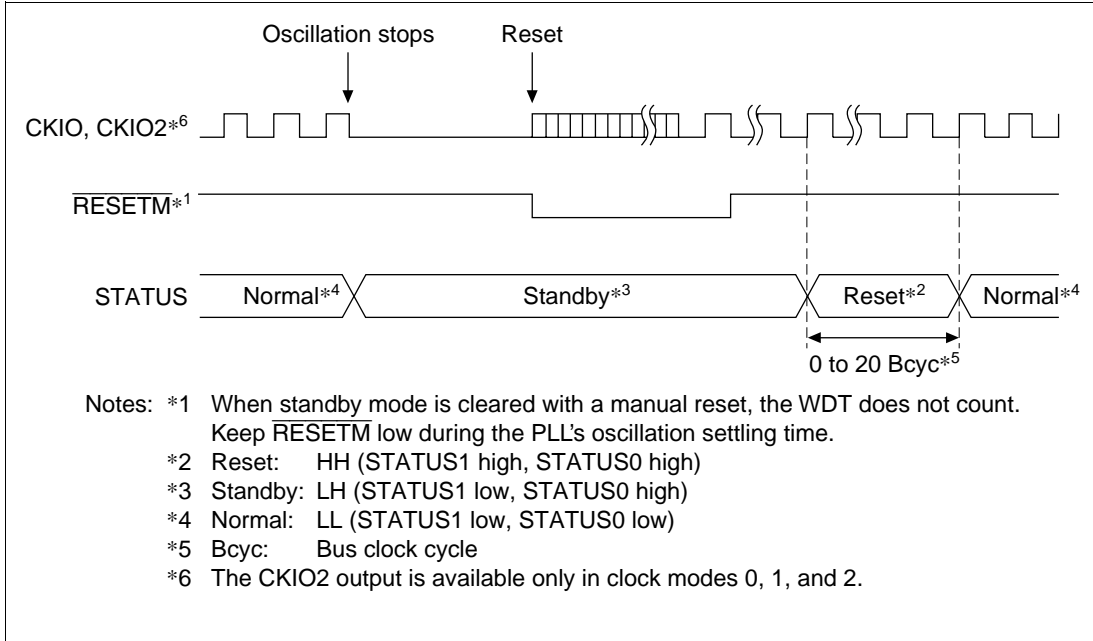 Oscillation stops Reset
CKIO, CKIO2*6
RESETM*1
STATUS Normal*4 Standby*3 Reset*2 Normal*4
0 to 20 Bcyc*5
Notes: *1 When standby mode is cleared with a manual reset, the WDT does not count.
Keep RESETM low during the PLL's oscillation settling time.
*2 Reset: HH (STATUS1 high, STATUS0 high)
*3 Standby: LH (STATUS1 low, STATUS0 high)
*4 Normal: LL (STATUS1 low, STATUS0 low)
*5 Bcyc: Bus clock cycle
*6 The CKIO2 output is available only in clock modes 0, 1, and 2.